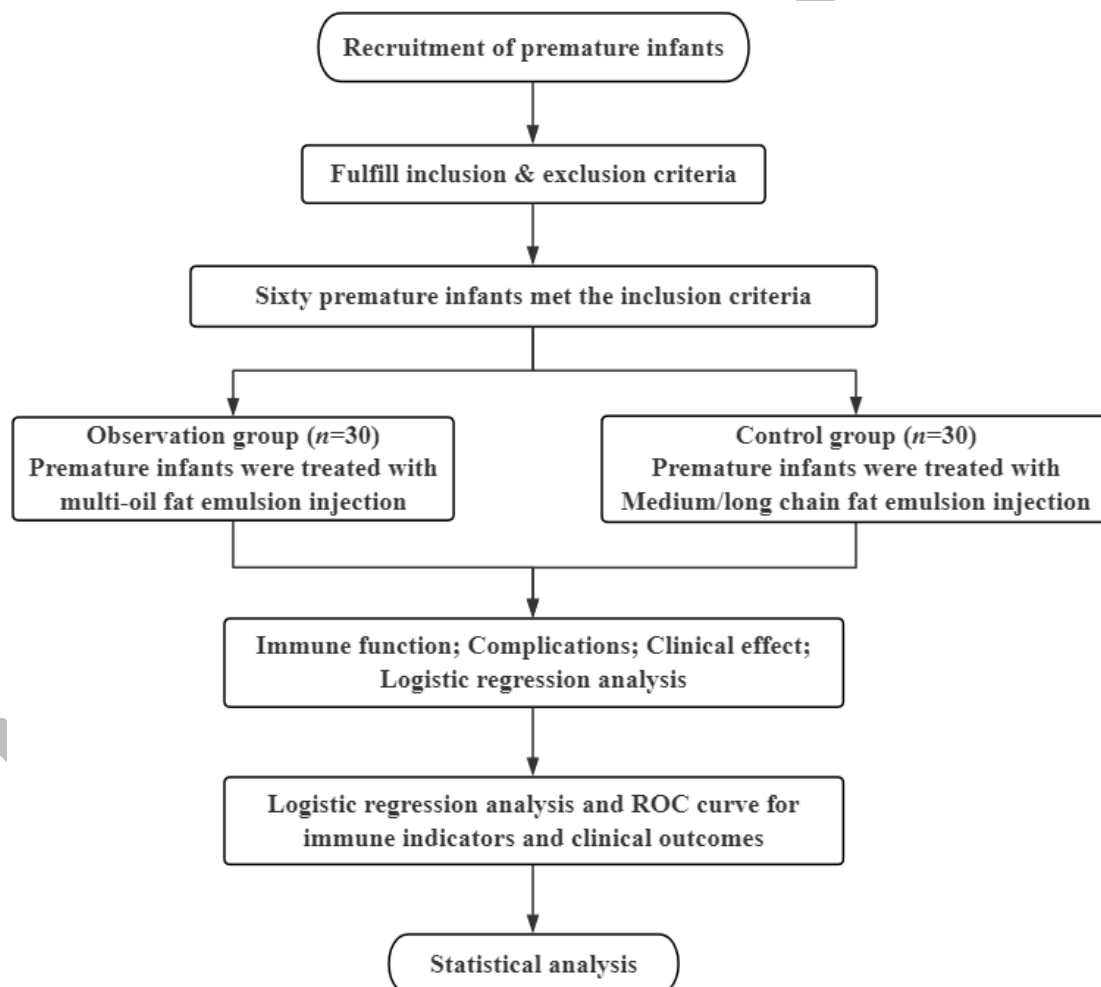 Recruitment of premature infants
Fulfill inclusion & exclusion criteria
Sixty premature infants met the inclusion criteria
Observation group (n=30)
Premature infants were treated with
multi-oil fat emulsion injection
Control group (n=30)
Premature infants were treated with
Medium/long chain fat emulsion injection
Immune function; Complications; Clinical effect;
Logistic regression analysis
Logistic regression analysis and ROC curve for
immune indicators and clinical outcomes
Statistical analysis